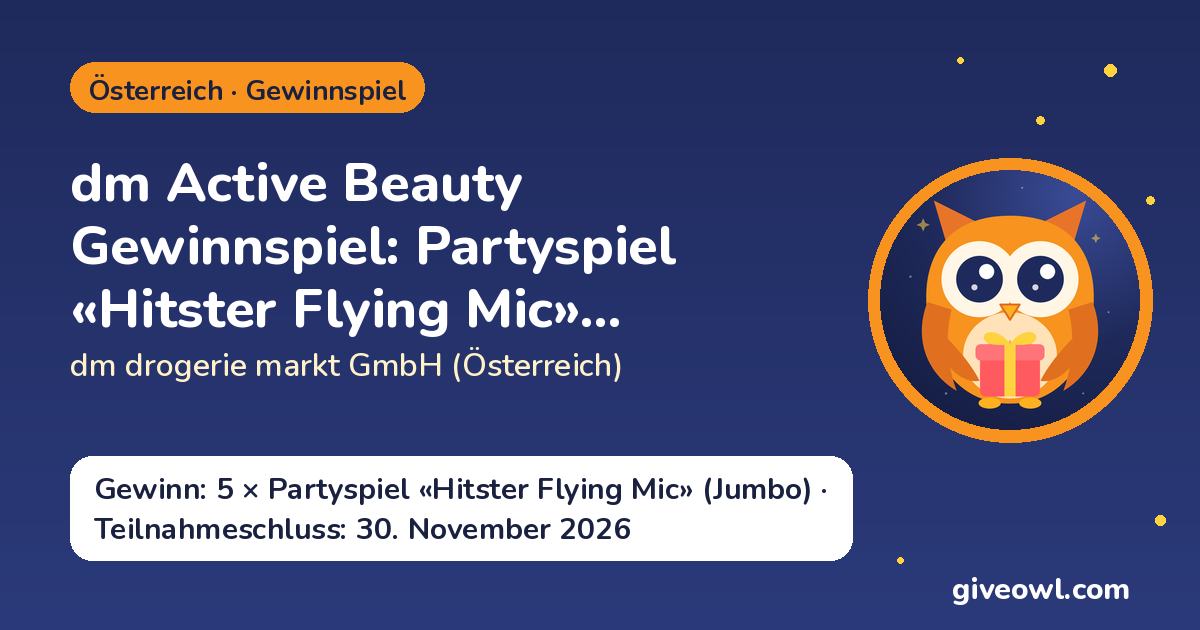 Österreich · Gewinnspiel
dm Active Beauty
Gewinnspiel: Partyspiel
«Hitster Flying Mic»...
dm drogerie markt GmbH (Österreich)
Gewinn: 5 × Partyspiel «Hitster Flying Mic» (Jumbo) ·
Teilnahmeschluss: 30. November 2026
giveowl.com